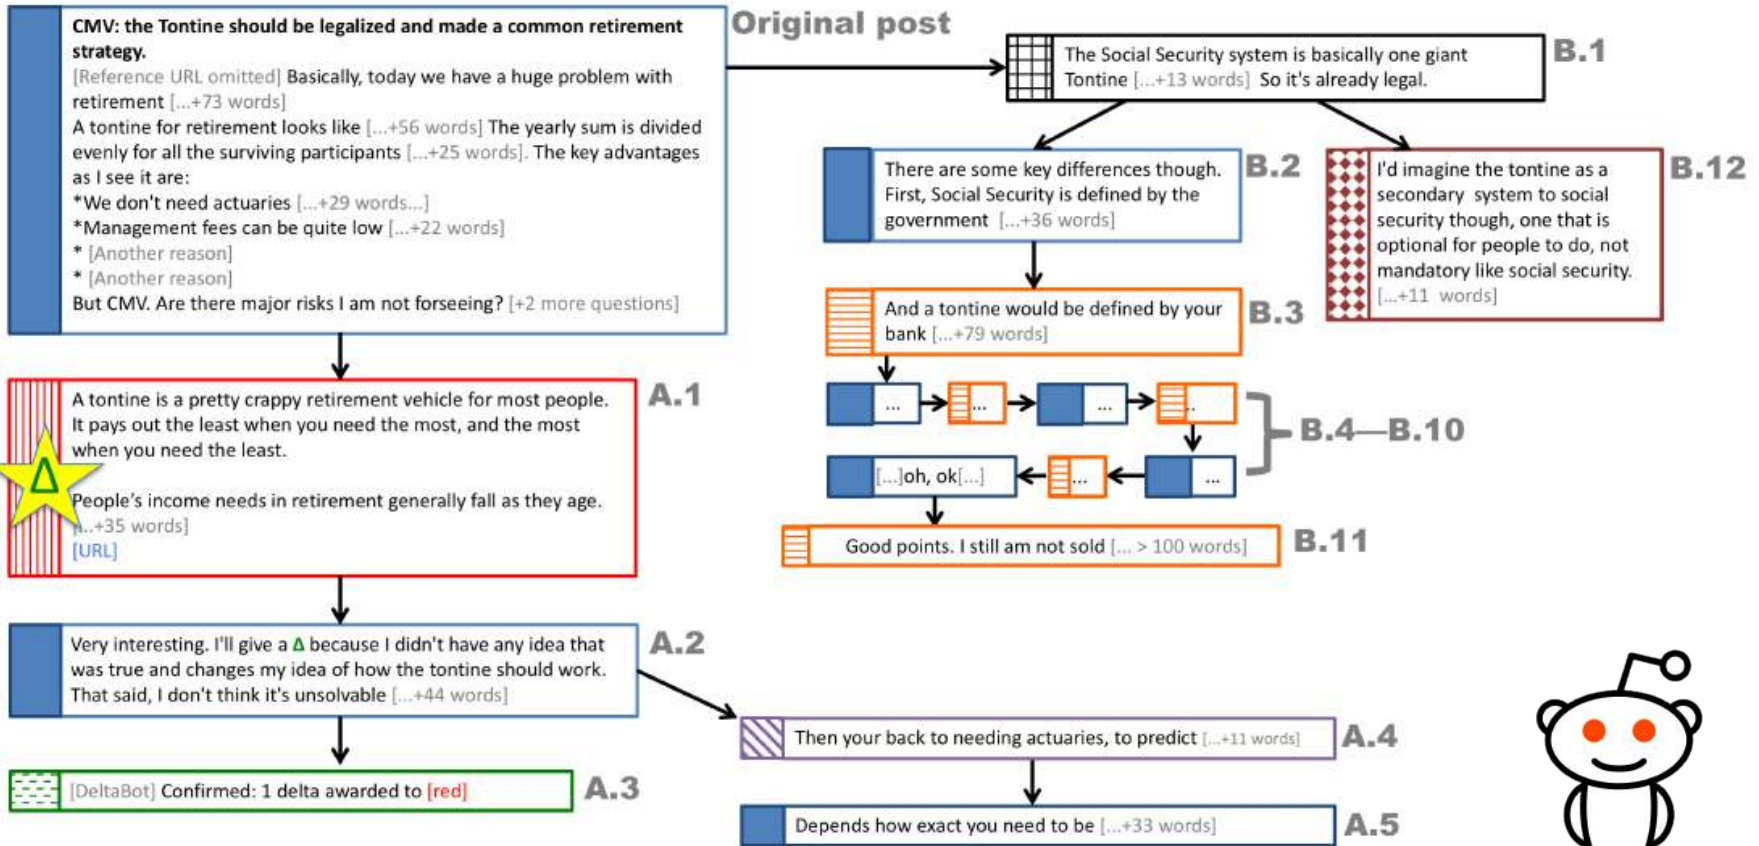 CMV: the Tontine should be legalized and made a common retirement
strategy.
[Reference URL omitted] Basically, today we have a huge problem with
retirement [...+73 words]
A tontine for retirement looks like [...+56 words] The yearly sum is divided
evenly for all the surviving participants [...+25 words]. The key advantages
as I see it are:
*We don't need actuaries [...+29 words...]
*Management fees can be quite low [...+22 words]
* [Another reason]
* [Another reason]
But CMV. Are there major risks I am not forseeing? [+2 more questions]
Original post
A tontine is a pretty crappy retirement vehicle for most people.
It pays out the least when you need the most, and the most
when you need the least.
People's income needs in retirement generally fall as they age.
[...+35 words]
[URL]
A.1
Δ
Very interesting. I'll give a Δ because I didn't have any idea that
was true and changes my idea of how the tontine should work.
That said, I don't think it's unsolvable [...+44 words]
A.2
[DeltaBot] Confirmed: 1 delta awarded to [red]
A.3
Then your back to needing actuaries, to predict [...+11 words]
A.4
Depends how exact you need to be [...+33 words]
A.5
The Social Security system is basically one giant
Tontine [...+13 words] So it's already legal.
B.1
There are some key differences though.
First, Social Security is defined by the
government [...+36 words]
B.2
I'd imagine the tontine as a
secondary system to social
security though, one that is
optional for people to do, not
mandatory like social security.
[...+11 words]
B.12
And a tontine would be defined by your
bank [...+79 words]
B.3
... ... ... ..
[...]oh, ok[...] ... ...
B.4—B.10
Good points. I still am not sold [... > 100 words]
B.11